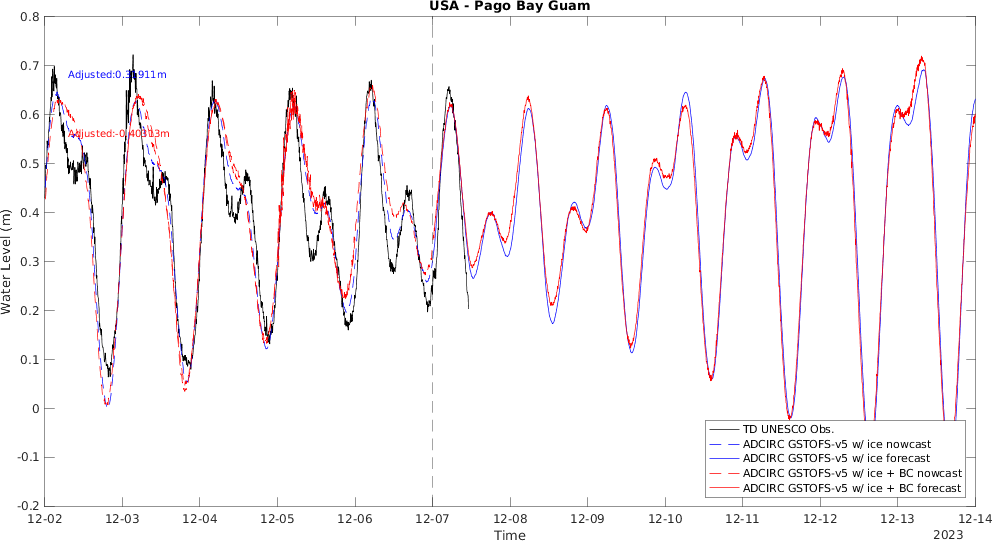 USA - Pago Bay Guam
0.8
0.7
0.6
0.5
0.4
0.3
0.2
0.1
0
-0.1
-0.2
Water Level (m)
TD UNESCO Obs.
ADCIRC GSTOFS-v5 w/ ice nowcast
ADCIRC GSTOFS-v5 w/ ice forecast
ADCIRC GSTOFS-v5 w/ ice + BC nowcast
ADCIRC GSTOFS-v5 w/ ice + BC forecast
12-02 12-03 12-04 12-05 12-06 12-07 12-08 12-09 12-10 12-11 12-12 12-13 12-14
Time
2023